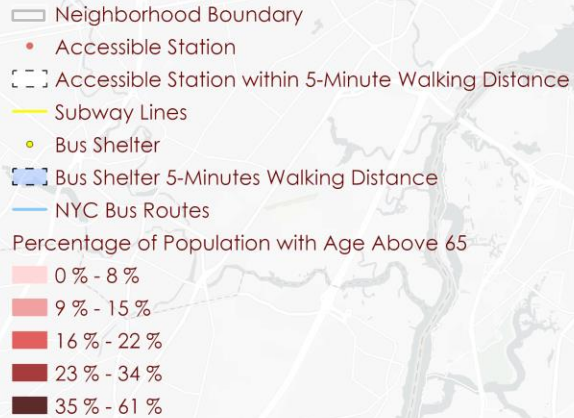 Neighborhood Boundary
Accessible Station
Accessible Station within 5-Minute Walking Distance
Subway Lines
Bus Shelter
Bus Shelter 5-Minutes Walking Distance
NYC Bus Routes
Percentage of Population with Age Above 65
0 % - 8 %
9 % - 15 %
16 % - 22 %
23 % - 34 %
35 % - 61 %